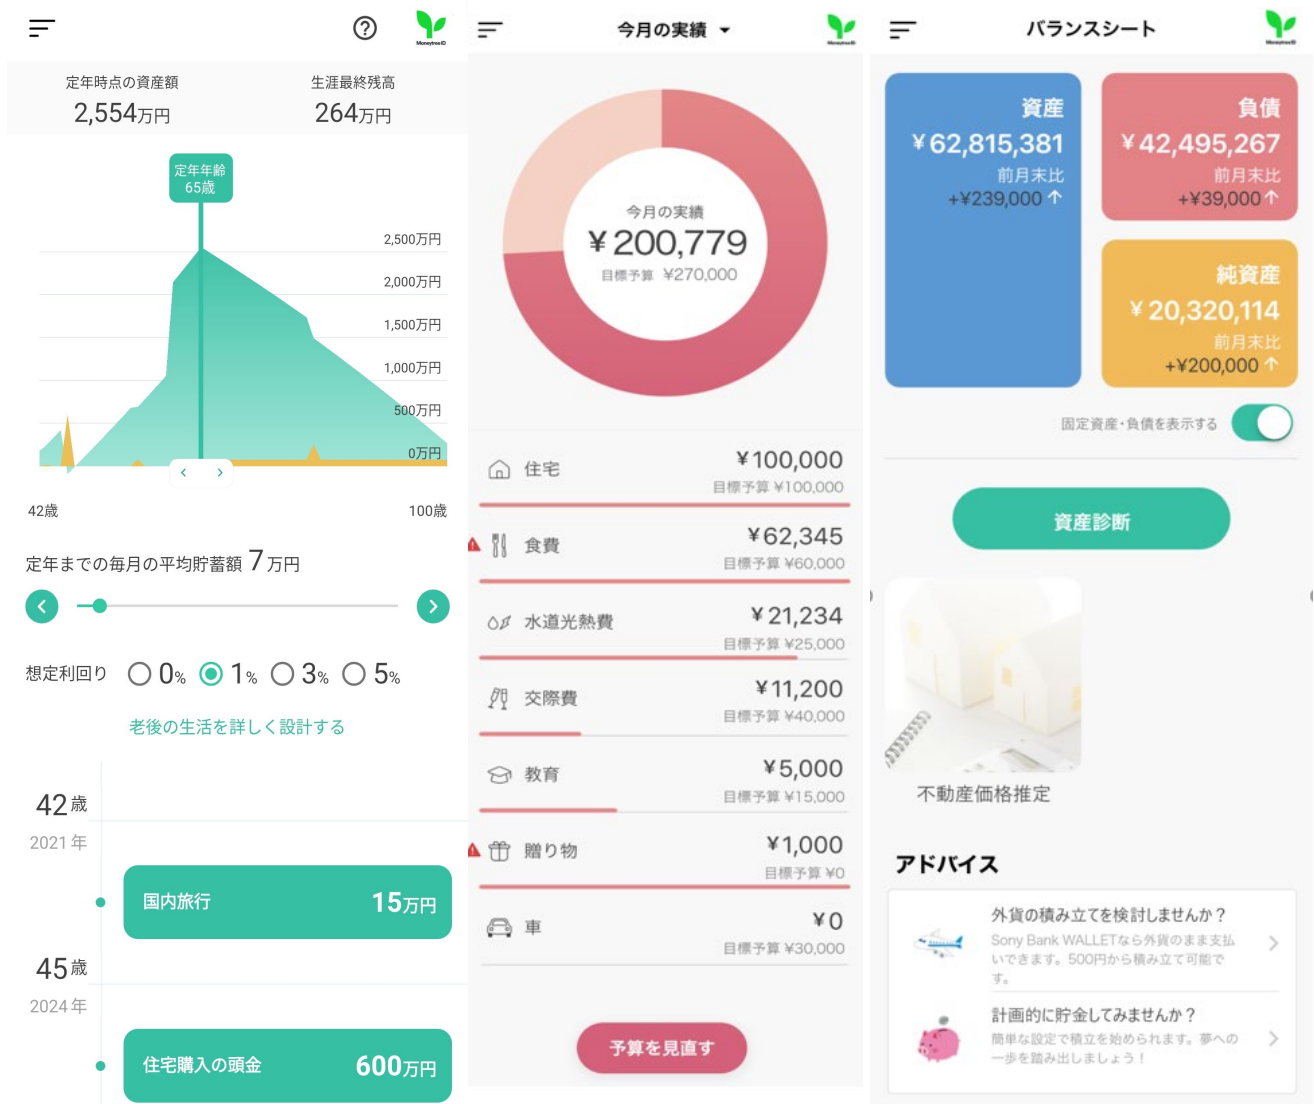 MoneytreeID
定年時点の資産額
2,554万円
生涯最終残高
264万円
定年年齢
65歳
2,500万円
2,000万円
1,500万円
1,000万円
500万円
0万円
42歳
100歳
定年までの毎月の平均貯蓄額 7万円
想定利回り 0% 1% 3% 5%
老後の生活を詳しく設計する
42歳
2021年
国内旅行 15万円
45歳
2024年
住宅購入の頭金 600万円
今月の実績
MoneytreeID
今月の実績
¥200,779
目標予算 ¥270,000
住宅
¥100,000
目標予算 ¥100,000
食費
¥62,345
目標予算 ¥60,000
水道光熱費
¥21,234
目標予算 ¥25,000
交際費
¥11,200
目標予算 ¥40,000
教育
¥5,000
目標予算 ¥15,000
贈り物
¥1,000
目標予算 ¥0
車
¥0
目標予算 ¥30,000
予算を見直す
バランスシート
MoneytreeID
資産
¥62,815,381
前月末比
+¥239,000↑
負債
¥42,495,267
前月末比
+¥39,000↑
純資産
¥20,320,114
前月末比
+¥200,000↑
固定資産・負債を表示する
資産診断
不動産価格推定
アドバイス
外貨の積み立てを検討しませんか？
Sony Bank WALLETなら外貨のまま支払
いできます。500円から積み立て可能で
す。
計画的に貯金してみませんか？
簡単な設定で積立を始められます。夢への
一歩を踏み出しましょう！